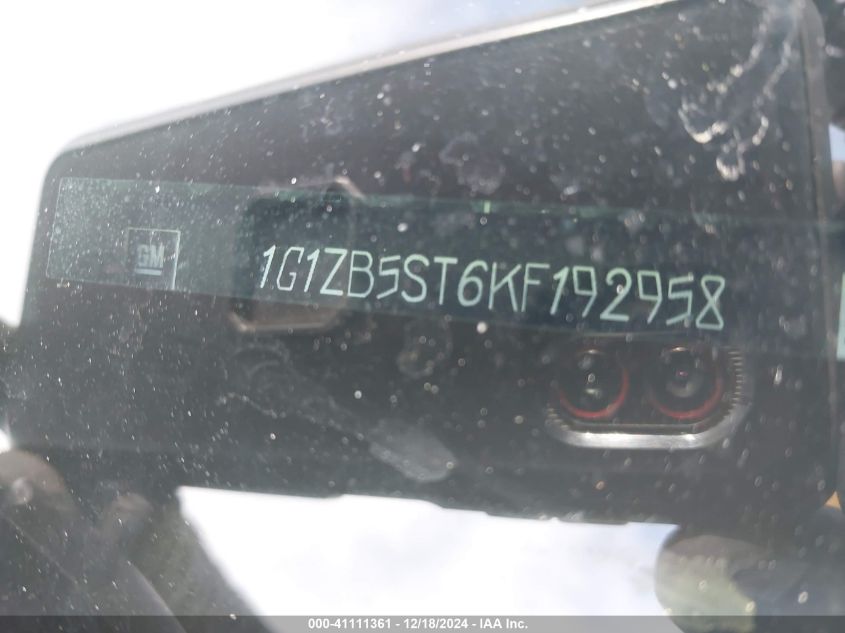 GM
1G1ZB5ST6KF192958
000-41111361 - 12/18/2024 - IAA Inc.